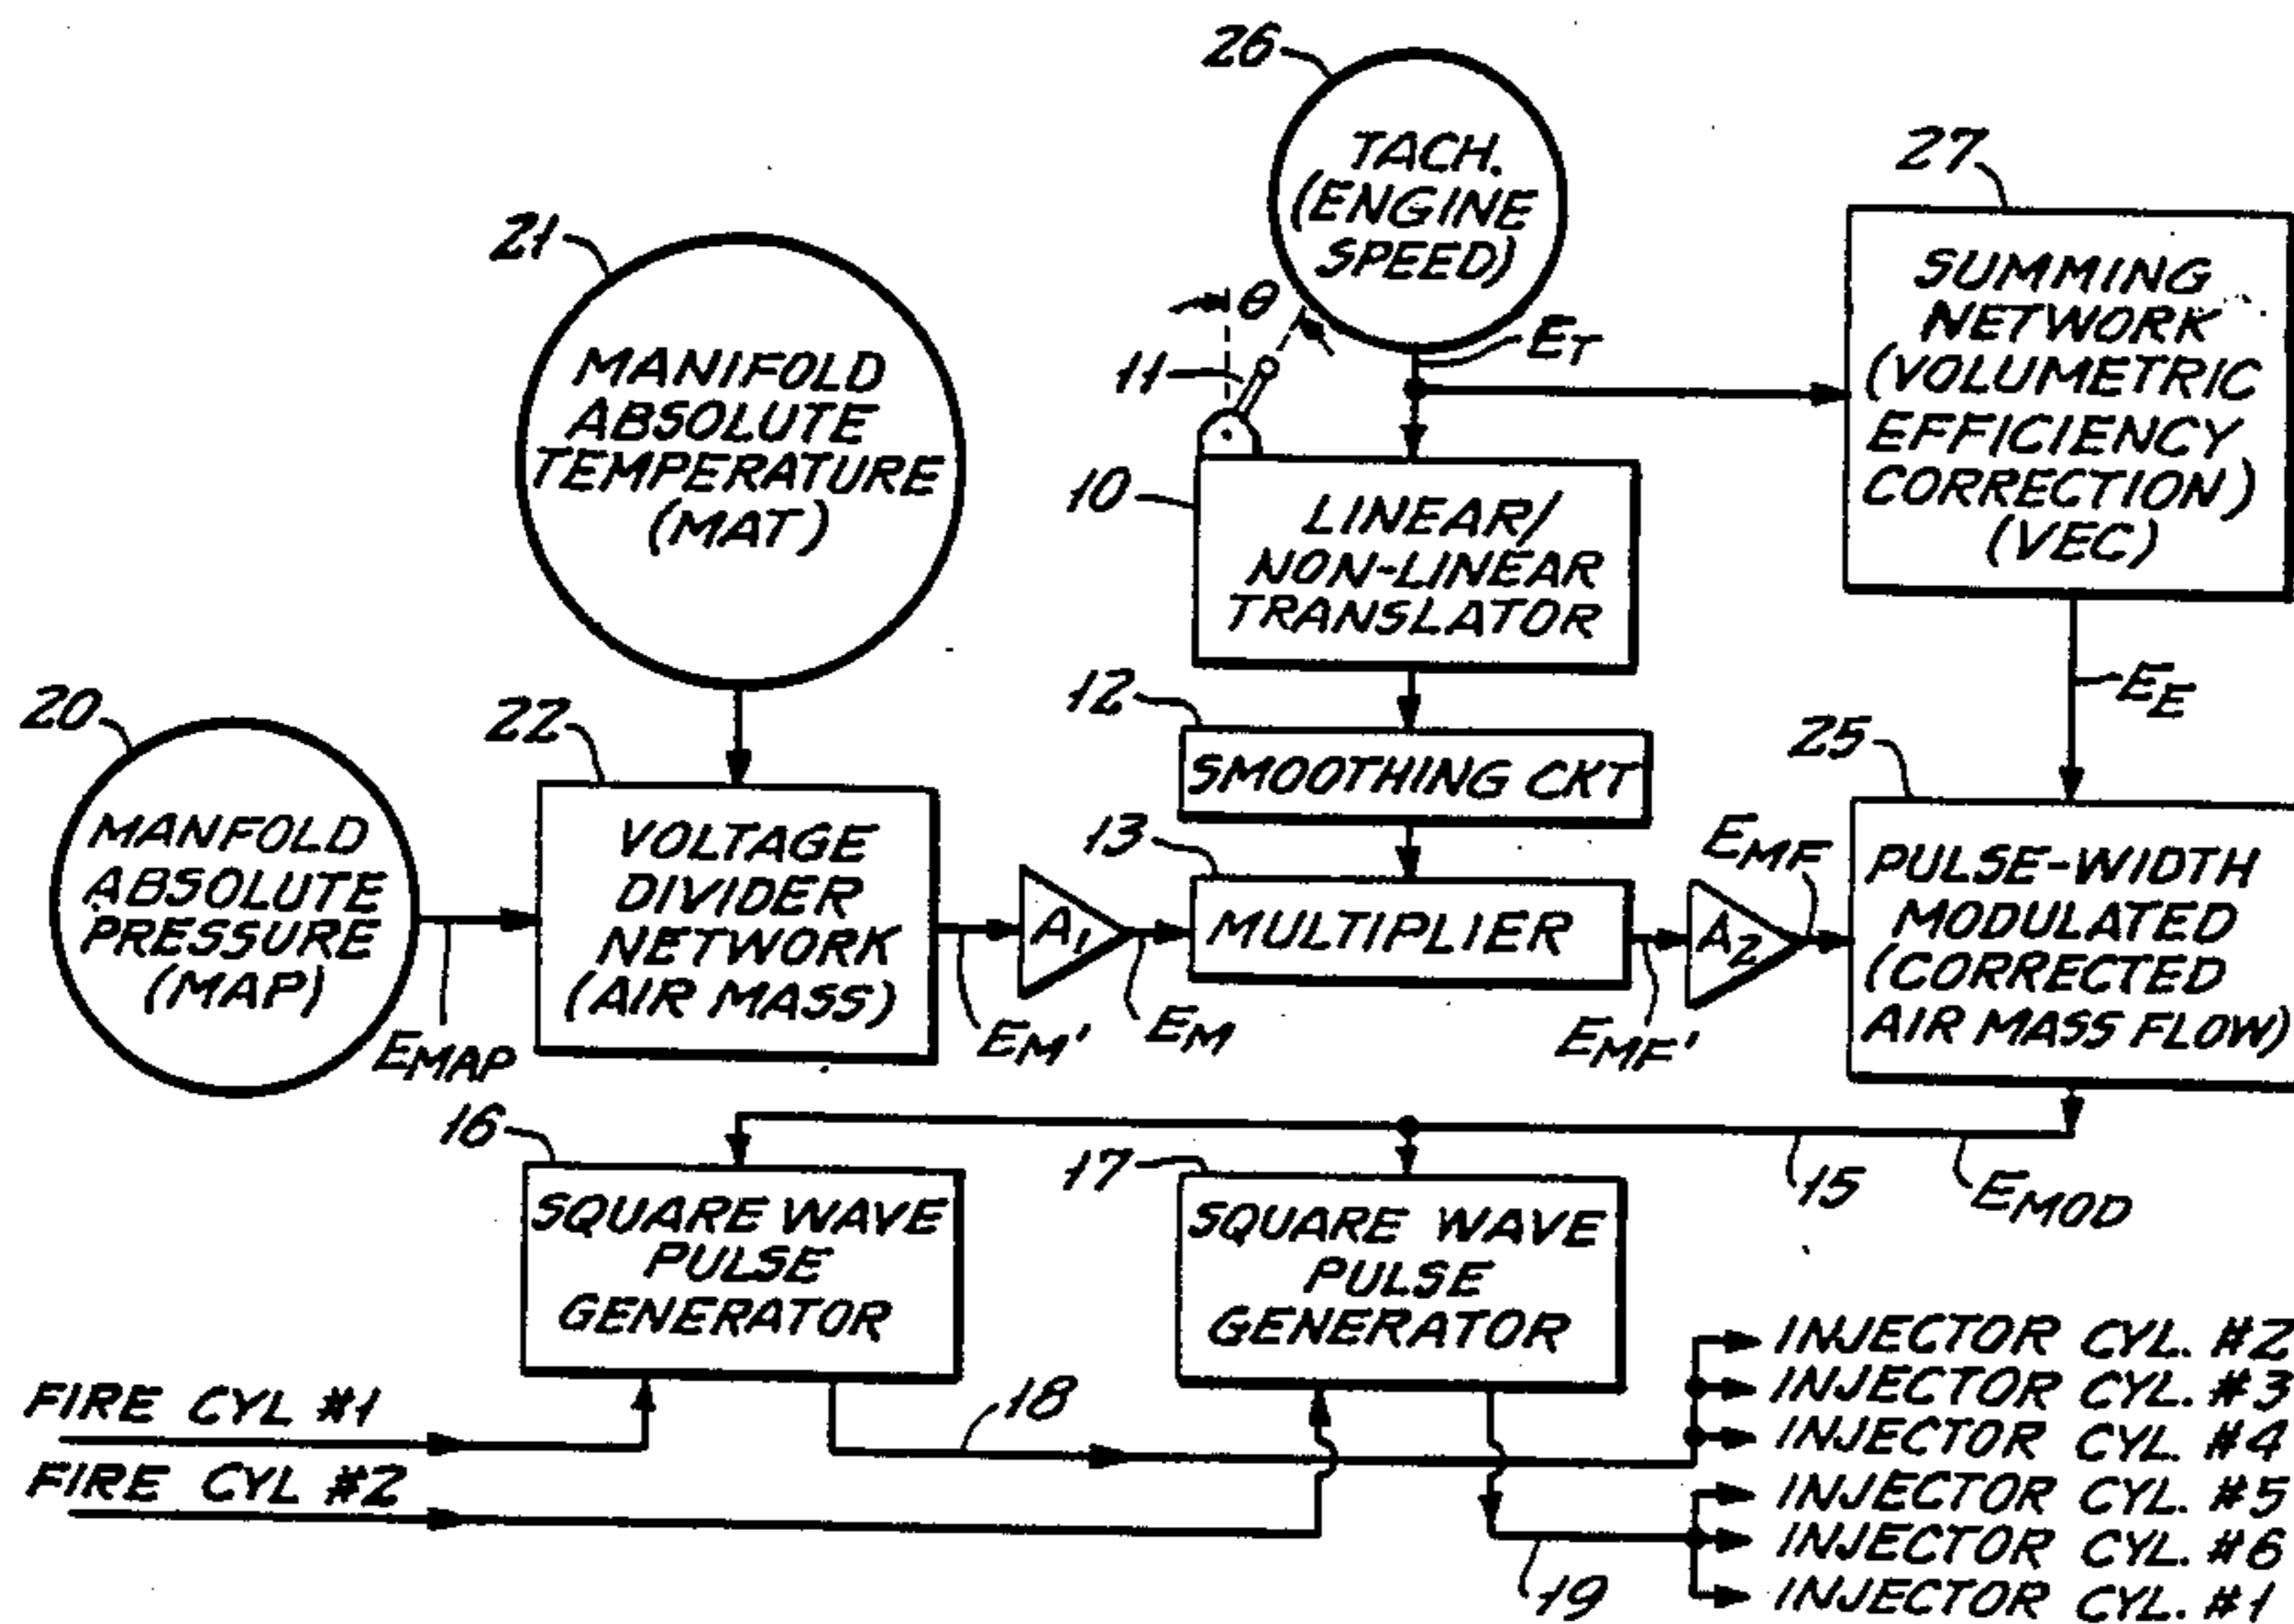 26
TACH.
(ENGINE
SPEED)
27
SUMMING
NETWORK
(VOLUMETRIC
EFFICIENCY
CORRECTION)
(VEC)
21
MANIFOLD
ABSOLUTE
TEMPERATURE
(MAT)
θ
11
ET
10
LINEAR/
NON-LINEAR
TRANSLATOR
20
MANFOLD
ABSOLUTE
PRESSURE
(MAP)
EMAP
22
VOLTAGE
DIVIDER
NETWORK
(AIR MASS)
EM'
A1
EM
12
SMOOTHING CKT
13
MULTIPLIER
EMF'
A2
EMF
EE
25
PULSE-WIDTH
MODULATED
(CORRECTED
AIR MASS FLOW)
15
EMOD
16
SQUARE WAVE
PULSE
GENERATOR
17
SQUARE WAVE
PULSE
GENERATOR
FIRE CYL #1
FIRE CYL #2
18
19
INJECTOR CYL. #2
INJECTOR CYL. #3
INJECTOR CYL. #4
INJECTOR CYL. #5
INJECTOR CYL. #6
INJECTOR CYL. #1